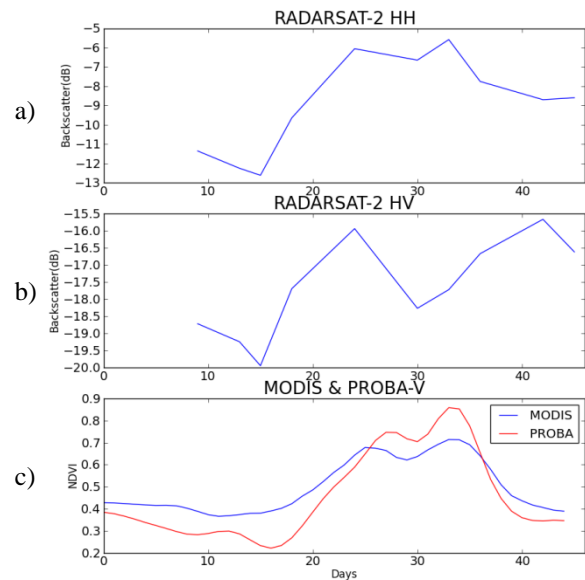 RADARSAT-2 HH
a)
Backscatter(dB)
−5
−6
−7
−8
−9
−10
−11
−12
−13
0 10 20 30 40
RADARSAT-2 HV
b)
Backscatter(dB)
−15.5
−16.0
−16.5
−17.0
−17.5
−18.0
−18.5
−19.0
−19.5
−20.0
0 10 20 30 40
MODIS & PROBA-V
c)
NDVI
0.9
0.8
0.7
0.6
0.5
0.4
0.3
0.2
MODIS
PROBA
0 10 20 30 40
Days